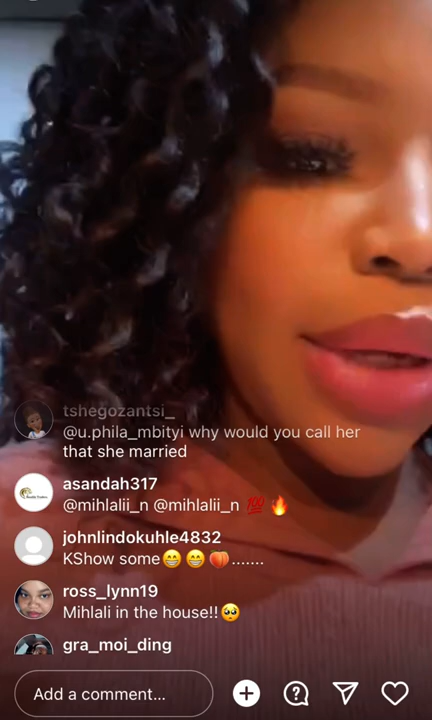 tshegozantsi_
@u.phila_mbityi why would you call her
that she married
asandah317
@mihlalii_n @mihlalii_n 💯 🔥
johnlindokuhle4832
KShow some😁😁🍑.......
ross_lynn19
Mihlali in the house!!🥺
gra_moi_ding
Add a comment...